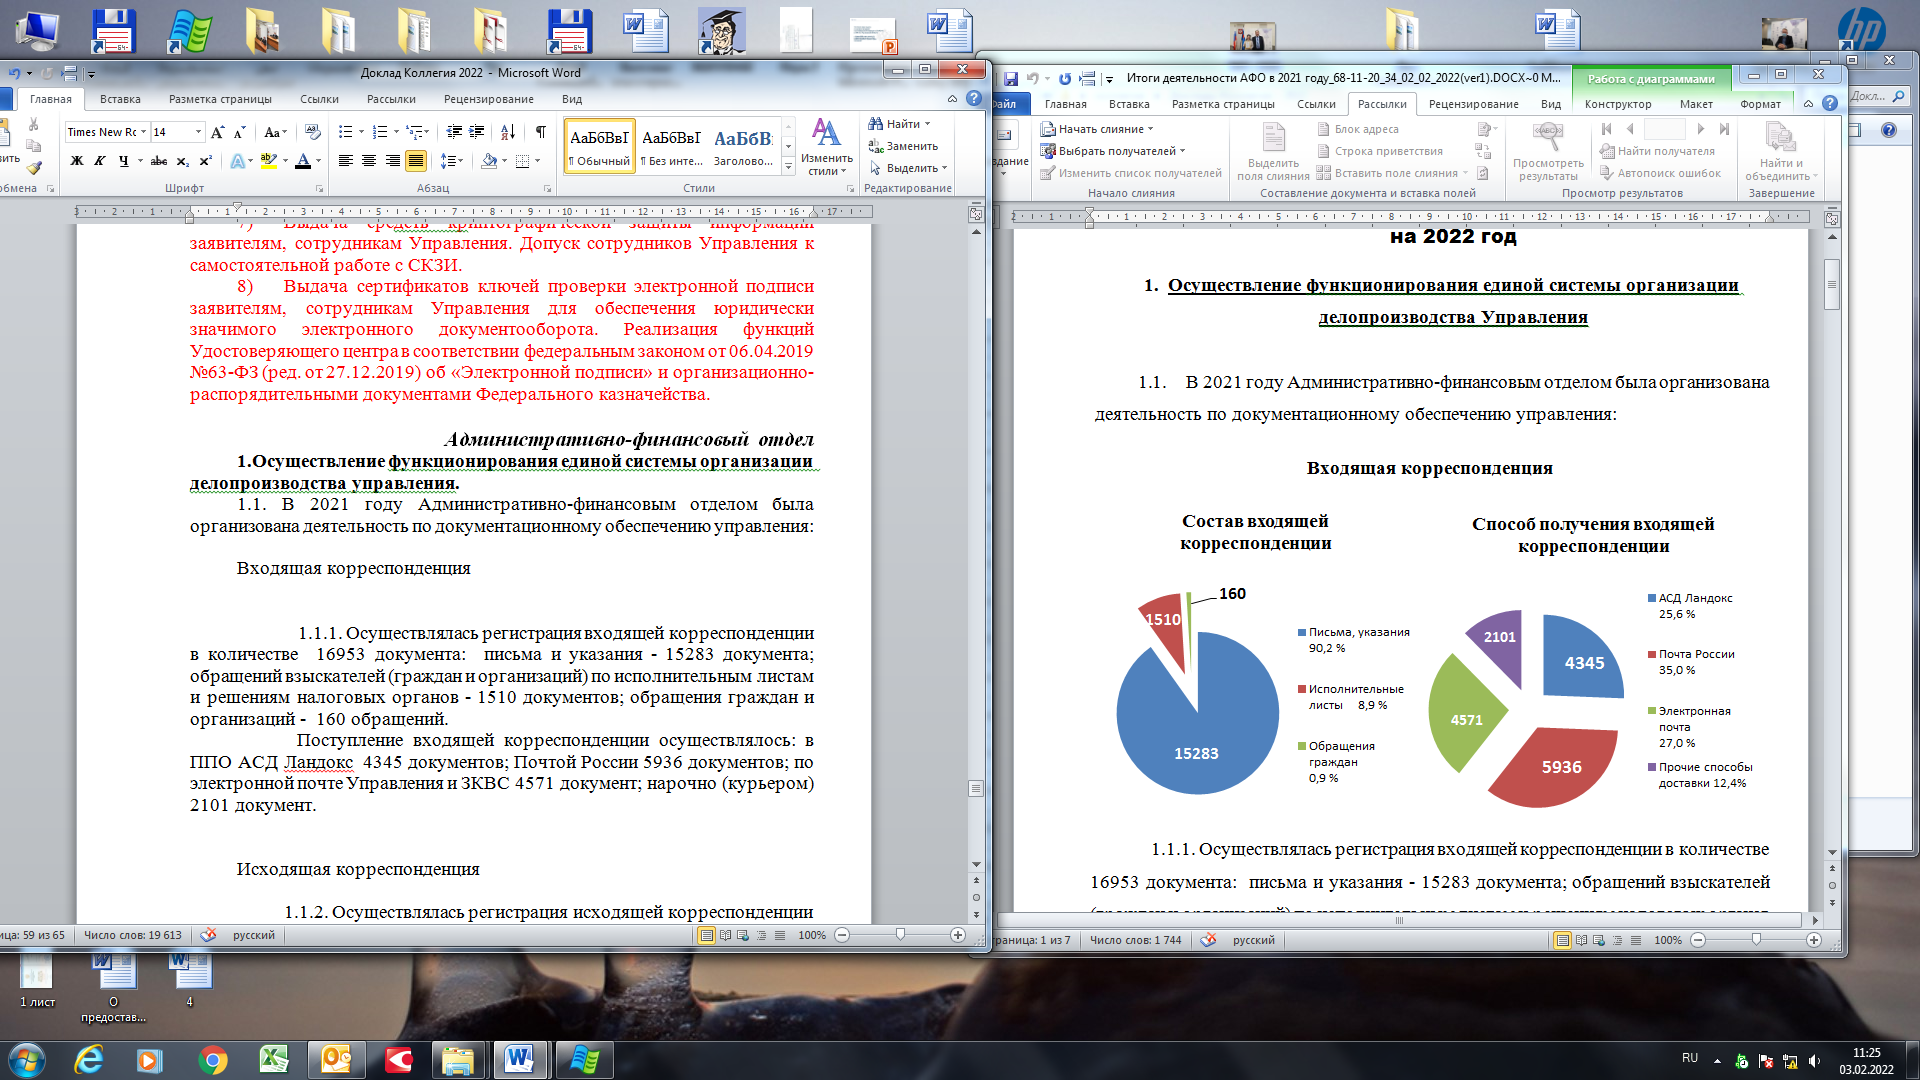 Доклад Коллегия 2022 - Microsoft Word
Главная Вставка Разметка страницы Ссылки Рассылки Рецензирование Вид
Times New Rc 14
Найти
Заменить
Выделить
АаБбВвГ ¶ Обычный
АаБбВвГ ¶ Без инте...
Заголово...
Изменить стили
Шрифт Абзац Стили Редактирование
7) Выдача средств криптографической защиты информации
заявителям, сотрудникам Управления. Допуск сотрудников Управления к
самостоятельной работе с СКЗИ.
8) Выдача сертификатов ключей проверки электронной подписи
заявителям, сотрудникам Управления для обеспечения юридически
значимого электронного документооборота. Реализация функций
Удостоверяющего центра в соответствии федеральным законом от 06.04.2019
№63-ФЗ (ред. от 27.12.2019) об «Электронной подписи» и организационно-
распорядительными документами Федерального казначейства.
Административно-финансовый отдел
1.Осуществление функционирования единой системы организации
делопроизводства управления.
1.1. В 2021 году Административно-финансовым отделом была
организована деятельность по документационному обеспечению управления:
Входящая корреспонденция
1.1.1. Осуществлялась регистрация входящей корреспонденции
в количестве 16953 документа: письма и указания - 15283 документа;
обращений взыскателей (граждан и организаций) по исполнительным листам
и решениям налоговых органов - 1510 документов; обращения граждан и
организаций - 160 обращений.
Поступление входящей корреспонденции осуществлялось: в
ППО АСД Ландокс 4345 документов; Почтой России 5936 документов; по
электронной почте Управления и ЗКВС 4571 документ; нарочно (курьером)
2101 документ.
Исходящая корреспонденция
1.1.2. Осуществлялась регистрация исходящей корреспонденции
ица: 59 из 65 Число слов: 19 613 русский 100%
Итоги деятельности АФО в 2021 году_68-11-20_34_02_02_2022(ver1).DOCX~0 M...
Работа с диаграммами
Файл Главная Вставка Разметка страницы Ссылки Рассылки Рецензирование Вид Конструктор Макет Формат
Начать слияние
Выбрать получателей
Изменить список получателей
Выделить поля слияния
Блок адреса
Строка приветствия
Вставить поле слияния
Просмотреть результаты
Найти получателя
Автопоиск ошибок
Найти и объединить
Начало слияния Составление документа и вставка полей Просмотр результатов Завершение
на 2022 год
1. Осуществление функционирования единой системы организации
делопроизводства Управления
1.1. В 2021 году Административно-финансовым отделом была организована
деятельность по документационному обеспечению управления:
Входящая корреспонденция
Состав входящей
корреспонденции
160
1510
15283
Письма, указания
90,2 %
Исполнительные
листы 8,9 %
Обращения
граждан
0,9 %
Способ получения входящей
корреспонденции
2101
4345
4571
5936
АСД Ландокс
25,6 %
Почта России
35,0 %
Электронная
почта
27,0 %
Прочие способы
доставки 12,4%
1.1.1. Осуществлялась регистрация входящей корреспонденции в количестве
16953 документа: письма и указания - 15283 документа; обращений взыскателей
раница: 1 из 7 Число слов: 1 744 русский 100%
Докл...
1 лист
О
предостав...
4
RU
11:25
03.02.2022